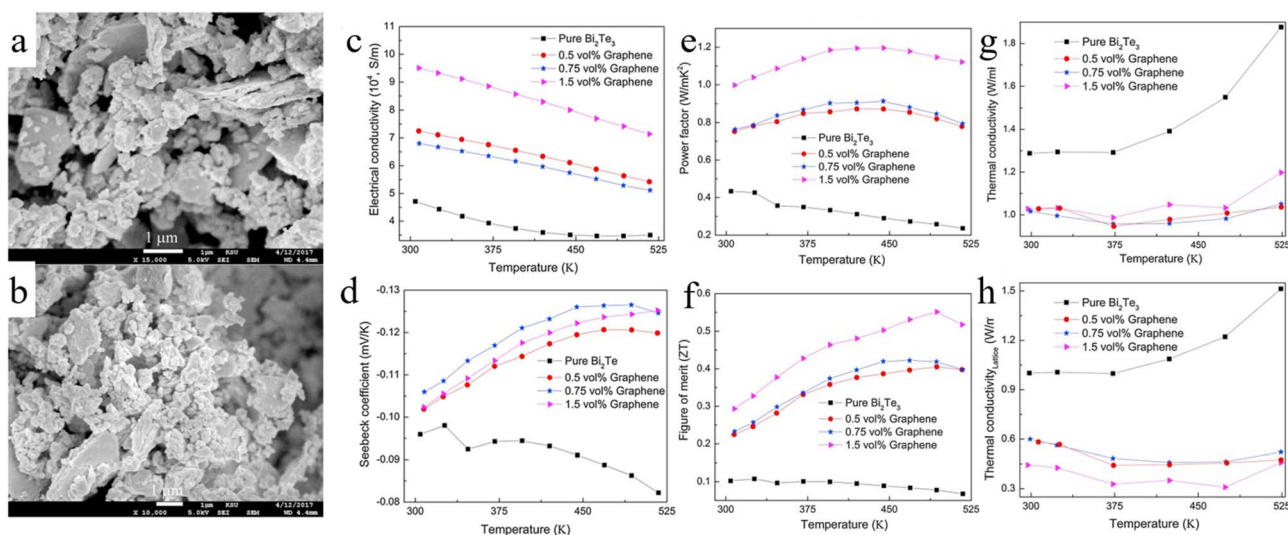 a
1 μm
1μm KSU 4/12/2017
X 15,000 5.0kV SEI SEM WD 4.4mm
b
1 μm
1μm KSU 4/12/2017
X 10,000 5.0kV SEI SEM WD 4.4mm
c
Electrical conductivity (10⁴, S/m)
10
9
8
7
6
5
4
3
Pure Bi₂Te₃
0.5 vol% Graphene
0.75 vol% Graphene
1.5 vol% Graphene
300 375 450 525
Temperature (K)
d
Seebeck coefficient (mV/K)
-0.13
-0.12
-0.11
-0.10
-0.09
-0.08
Pure Bi₂Te
0.5 vol% Graphene
0.75 vol% Graphene
1.5 vol% Graphene
300 375 450 525
Temperature (K)
e
Power factor (W/mK²)
1.4
1.2
1.0
0.8
0.6
0.4
0.2
Pure Bi₂Te₃
0.5 vol% Graphene
0.75 vol% Graphene
1.5 vol% Graphene
300 375 450 525
Temperature (K)
f
Figure of merit (ZT)
0.6
0.5
0.4
0.3
0.2
0.1
Pure Bi₂Te₃
0.5 vol% Graphene
0.75 vol% Graphene
1.5 vol% Graphene
300 375 450 525
Temperature (K)
g
Thermal conductivity (W/ml
1.8
1.6
1.4
1.2
1.0
Pure Bi₂Te₃
0.5 vol% Graphene
0.75 vol% Graphene
1.5 vol% Graphene
300 375 450 525
Temperature (K)
h
Thermal conductivity Lattice (W/n
1.5
1.2
0.9
0.6
0.3
Pure Bi₂Te₃
0.5 vol% Graphene
0.75 vol% Graphene
1.5 vol% Graphene
300 375 450 525
Temperature (K)